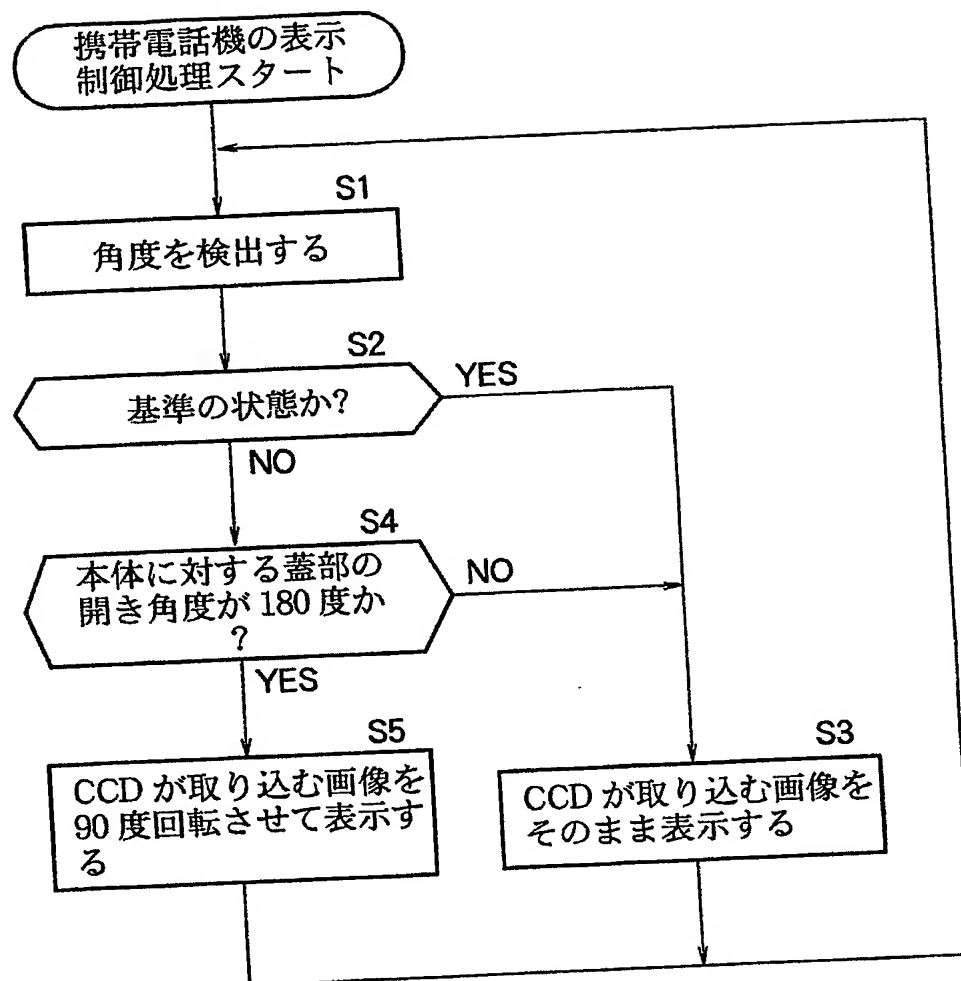 携帯電話機の表示
制御処理スタート
S1
角度を検出する
S2
基準の状態か?
YES
NO
S4
本体に対する蓋部の
開き角度が180度か
?
NO
YES
S5
CCDが取り込む画像を
90度回転させて表示す
る
S3
CCDが取り込む画像を
そのまま表示する